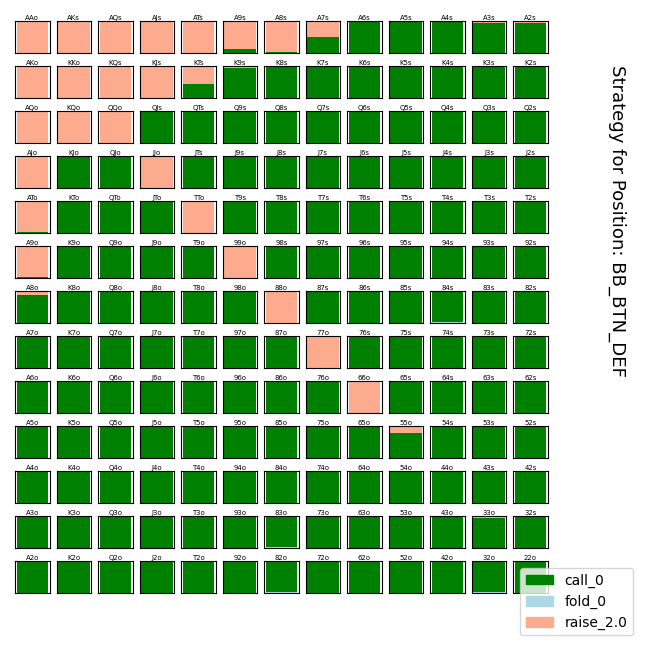 AAo AKs AQs AJs ATs A9s A8s A7s A6s A5s A4s A3s A2s
AKo KKo KQs KJs KTs K9s K8s K7s K6s K5s K4s K3s K2s
AQo KQo QQo QJs QTs Q9s Q8s Q7s Q6s Q5s Q4s Q3s Q2s
AJo KJo QJo JJo JTs J9s J8s J7s J6s J5s J4s J3s J2s
ATo KTo QTo JTo TTo T9s T8s T7s T6s T5s T4s T3s T2s
A9o K9o Q9o J9o T9o 99o 98s 97s 96s 95s 94s 93s 92s
A8o K8o Q8o J8o T8o 98o 88o 87s 86s 85s 84s 83s 82s
A7o K7o Q7o J7o T7o 97o 87o 77o 76s 75s 74s 73s 72s
A6o K6o Q6o J6o T6o 96o 86o 76o 66o 65s 64s 63s 62s
A5o K5o Q5o J5o T5o 95o 85o 75o 65o 55o 54s 53s 52s
A4o K4o Q4o J4o T4o 94o 84o 74o 64o 54o 44o 43s 42s
A3o K3o Q3o J3o T3o 93o 83o 73o 63o 53o 43o 33o 32s
A2o K2o Q2o J2o T2o 92o 82o 72o 62o 52o 42o 32o 22o
Strategy for Position: BB_BTN_DEF
call_0
fold_0
raise_2.0